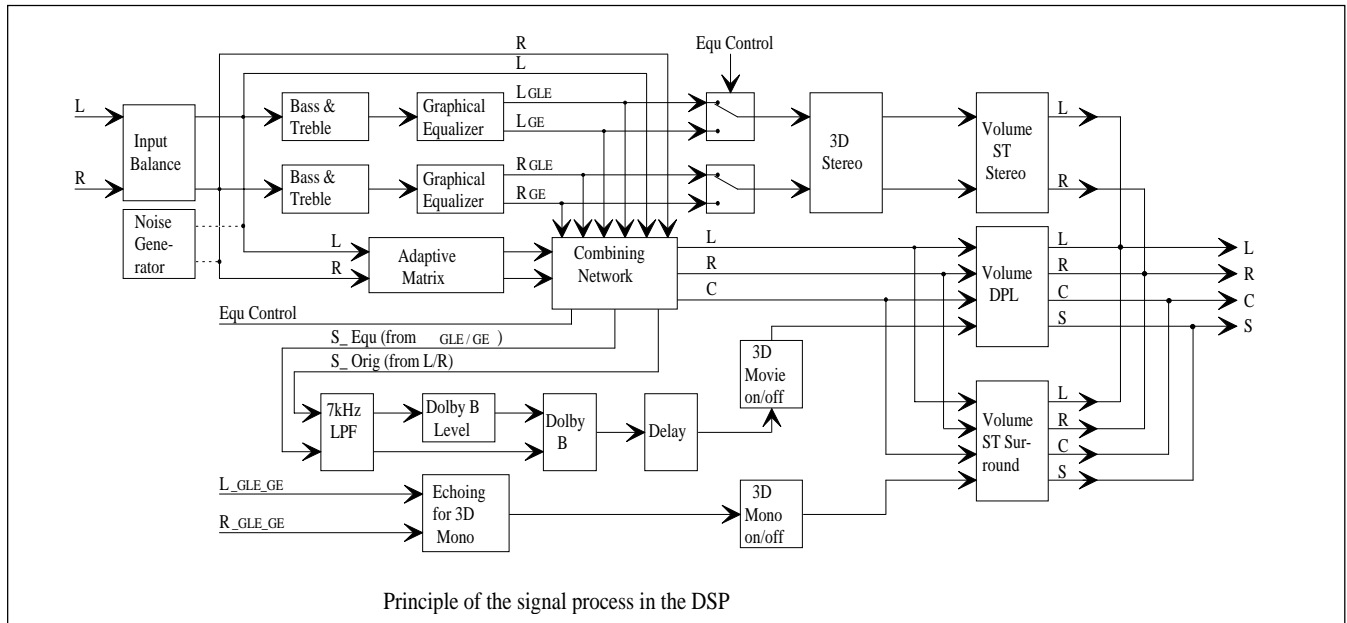 R
Equ Control
L
L
Bass &
Treble
Graphical
Equalizer
L GLE
L GE
Input
Balance
3D
Stereo
Volume
ST
Stereo
L
R
R
Bass &
Treble
Graphical
Equalizer
R GLE
R GE
Noise
Gene-
rator
L
R
Adaptive
Matrix
Combining
Network
L
R
C
Volume
DPL
L
R
C
S
L
R
C
S
Equ Control
S_ Equ (from GLE / GE )
S_ Orig (from L/R)
3D
Movie
on/off
7kHz
LPF
Dolby B
Level
Dolby
B
Delay
Volume
ST Sur-
round
L
R
C
S
L_GLE_GE
R_GLE_GE
Echoing
for 3D
Mono
3D
Mono
on/off
Principle of the signal process in the DSP